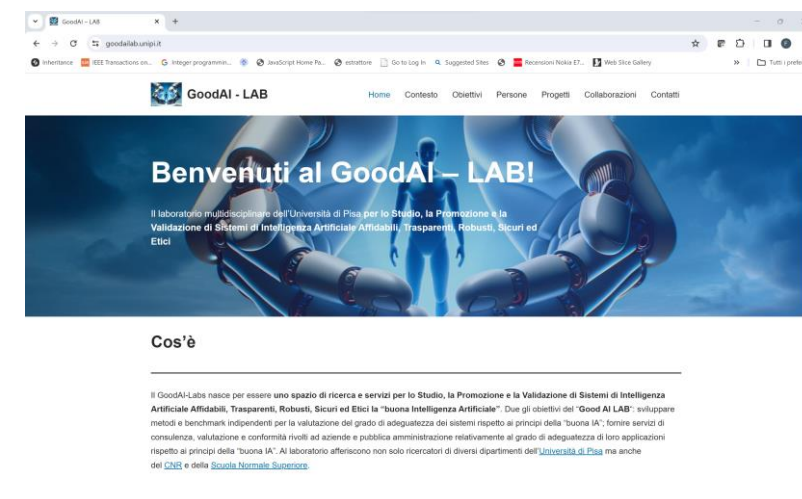 GoodAI - LAB
goodailab.unipi.it
Inheritance IEEE Transactions on... Integer programmin... JavaScript Home Pa... estrattore Go to Log In Suggested Sites Recensioni Nokia E7... Web Slice Gallery » Tutti i prefe
GoodAI - LAB Home Contesto Obiettivi Persone Progetti Collaborazioni Contatti
Benvenuti al GoodAI – LAB!
Il laboratorio multidisciplinare dell'Università di Pisa per lo Studio, la Promozione e la
Validazione di Sistemi di Intelligenza Artificiale Affidabili, Trasparenti, Robusti, Sicuri ed
Etici
Cos'è
Il GoodAI-Labs nasce per essere uno spazio di ricerca e servizi per lo Studio, la Promozione e la Validazione di Sistemi di Intelligenza
Artificiale Affidabili, Trasparenti, Robusti, Sicuri ed Etici la “buona Intelligenza Artificiale”. Due gli obiettivi del “Good AI LAB”: sviluppare
metodi e benchmark indipendenti per la valutazione del grado di adeguatezza dei sistemi rispetto ai principi della “buona IA”; fornire servizi di
consulenza, valutazione e conformità rivolti ad aziende e pubblica amministrazione relativamente al grado di adeguatezza di loro applicazioni
rispetto ai principi della “buona IA”. Al laboratorio afferiscono non solo ricercatori di diversi dipartimenti dell'Università di Pisa ma anche
del CNR e della Scuola Normale Superiore.